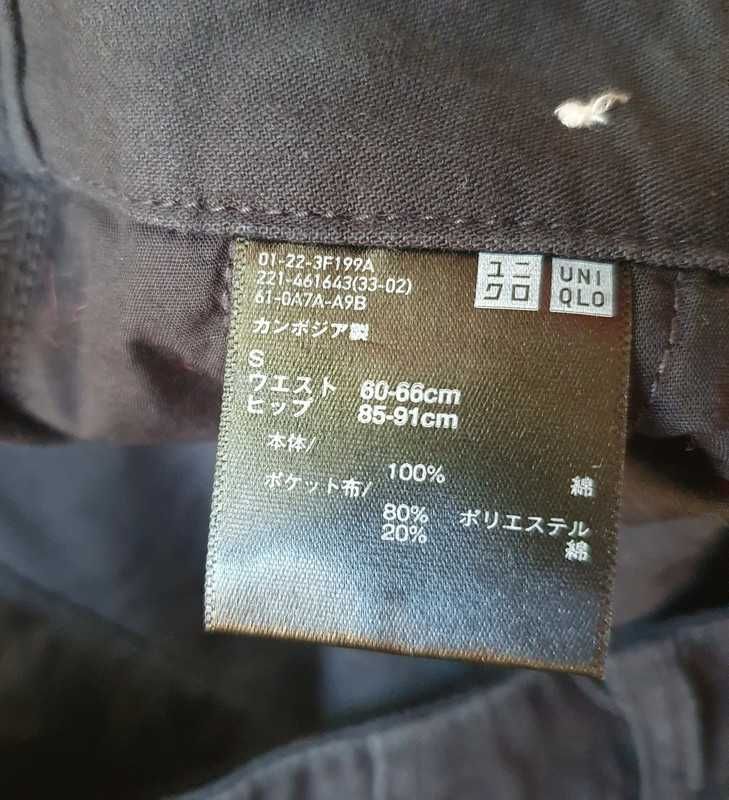 01-22-3F199A
221-461643(33-02)
61-0A7A-A9B
ユニ
クロ
UNI
QLO
カンボジア製
S
ウエスト 60-66cm
ヒップ 85-91cm
本体/
100% 綿
ポケット布/
80% ポリエステル
20% 綿